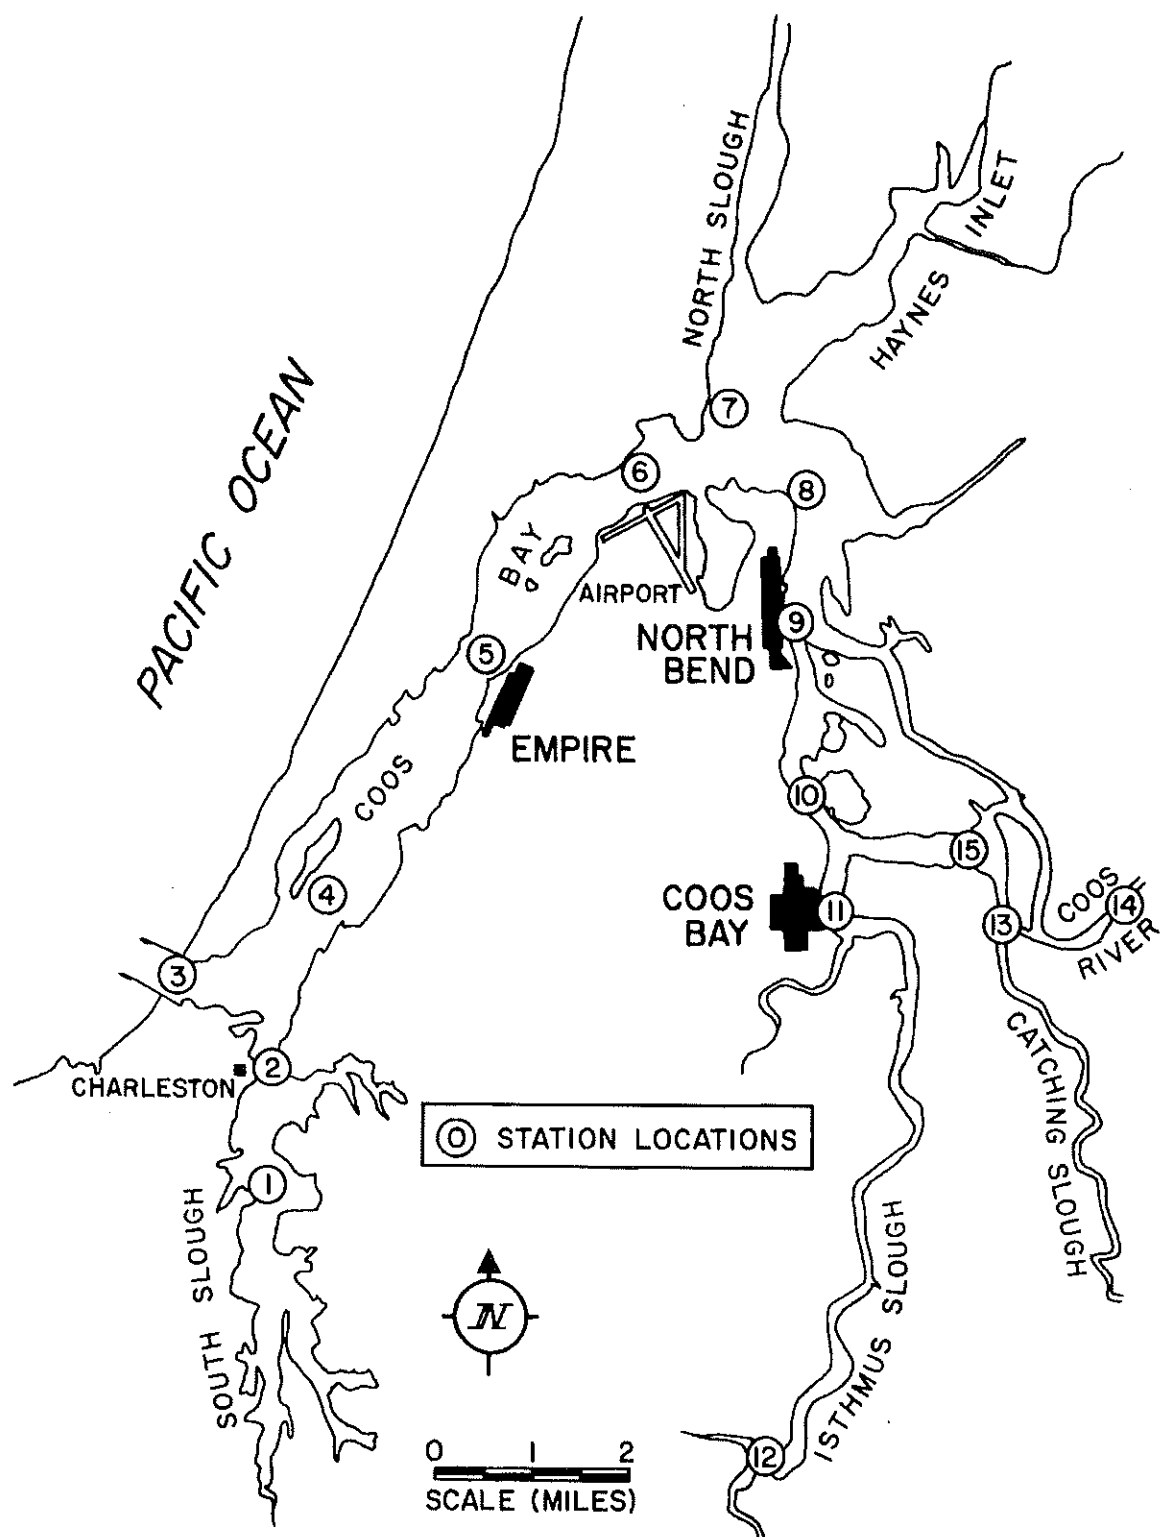 NORTH SLOUGH
INLET
HAYNES
PACIFIC OCEAN
7
6
8
BAY
AIRPORT
9
NORTH
BEND
5
EMPIRE
COOS
10
15
4
COOS
BAY
11
COOS
14
13
RIVER
3
2
CHARLESTON
CATCHING SLOUGH
0 STATION LOCATIONS
1
SOUTH SLOUGH
ISTHMUS SLOUGH
N
12
0 1 2
SCALE (MILES)